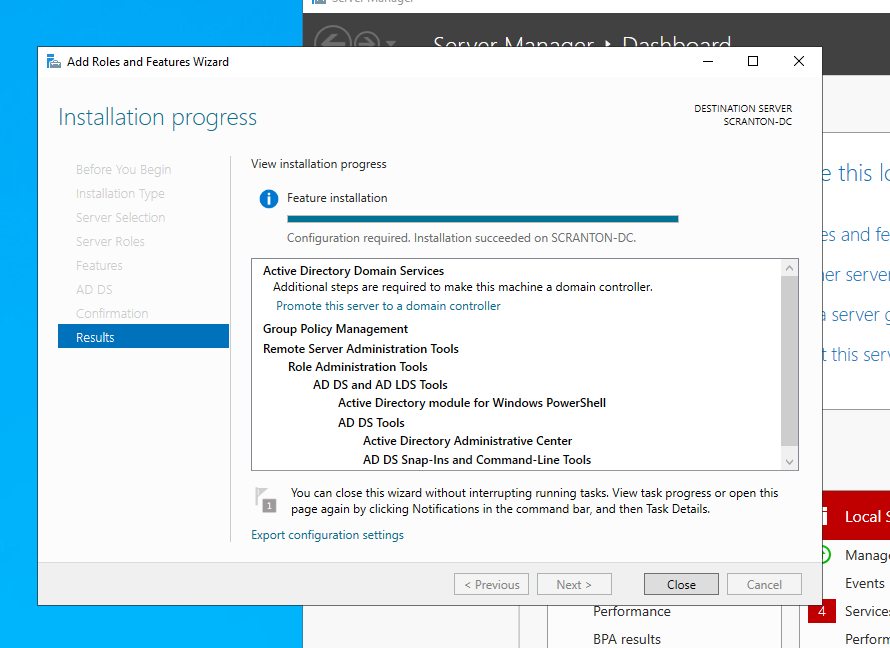 Server Manager
Server Manager ▸ Dashboard
Add Roles and Features Wizard
Installation progress
DESTINATION SERVER
SCRANTON-DC
Before You Begin
Installation Type
Server Selection
Server Roles
Features
AD DS
Confirmation
Results
View installation progress
Feature installation
Configuration required. Installation succeeded on SCRANTON-DC.
Active Directory Domain Services
Additional steps are required to make this machine a domain controller.
Promote this server to a domain controller
Group Policy Management
Remote Server Administration Tools
Role Administration Tools
AD DS and AD LDS Tools
Active Directory module for Windows PowerShell
AD DS Tools
Active Directory Administrative Center
AD DS Snap-Ins and Command-Line Tools
1
You can close this wizard without interrupting running tasks. View task progress or open this
page again by clicking Notifications in the command bar, and then Task Details.
Export configuration settings
< Previous
Next >
Close
Cancel
e this lo
es and fe
er server
a server g
t this ser
Local S
Manage
Events
4 Services
Perform
Performance
BPA results